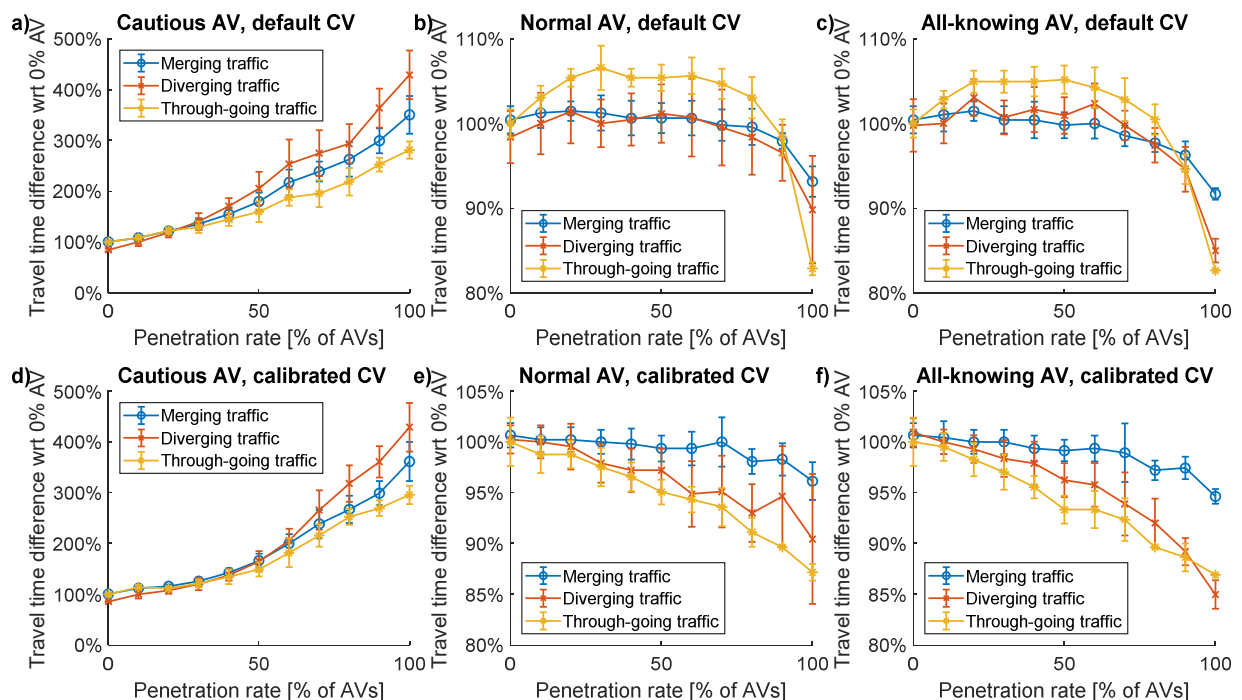 a) Cautious AV, default CV
Travel time difference wrt 0% AV
500%
400%
300%
200%
100%
0%
Merging traffic
Diverging traffic
Through-going traffic
0 50 100
Penetration rate [% of AVs]
b) Normal AV, default CV
Travel time difference wrt 0% AV
110%
100%
90%
80%
Merging traffic
Diverging traffic
Through-going traffic
0 50 100
Penetration rate [% of AVs]
c) All-knowing AV, default CV
Travel time difference wrt 0% AV
110%
100%
90%
80%
Merging traffic
Diverging traffic
Through-going traffic
0 50 100
Penetration rate [% of AVs]
d) Cautious AV, calibrated CV
Travel time difference wrt 0% AV
500%
400%
300%
200%
100%
0%
Merging traffic
Diverging traffic
Through-going traffic
0 50 100
Penetration rate [% of AVs]
e) Normal AV, calibrated CV
Travel time difference wrt 0% AV
105%
100%
95%
90%
85%
80%
Merging traffic
Diverging traffic
Through-going traffic
0 50 100
Penetration rate [% of AVs]
f) All-knowing AV, calibrated CV
Travel time difference wrt 0% AV
105%
100%
95%
90%
85%
80%
Merging traffic
Diverging traffic
Through-going traffic
0 50 100
Penetration rate [% of AVs]